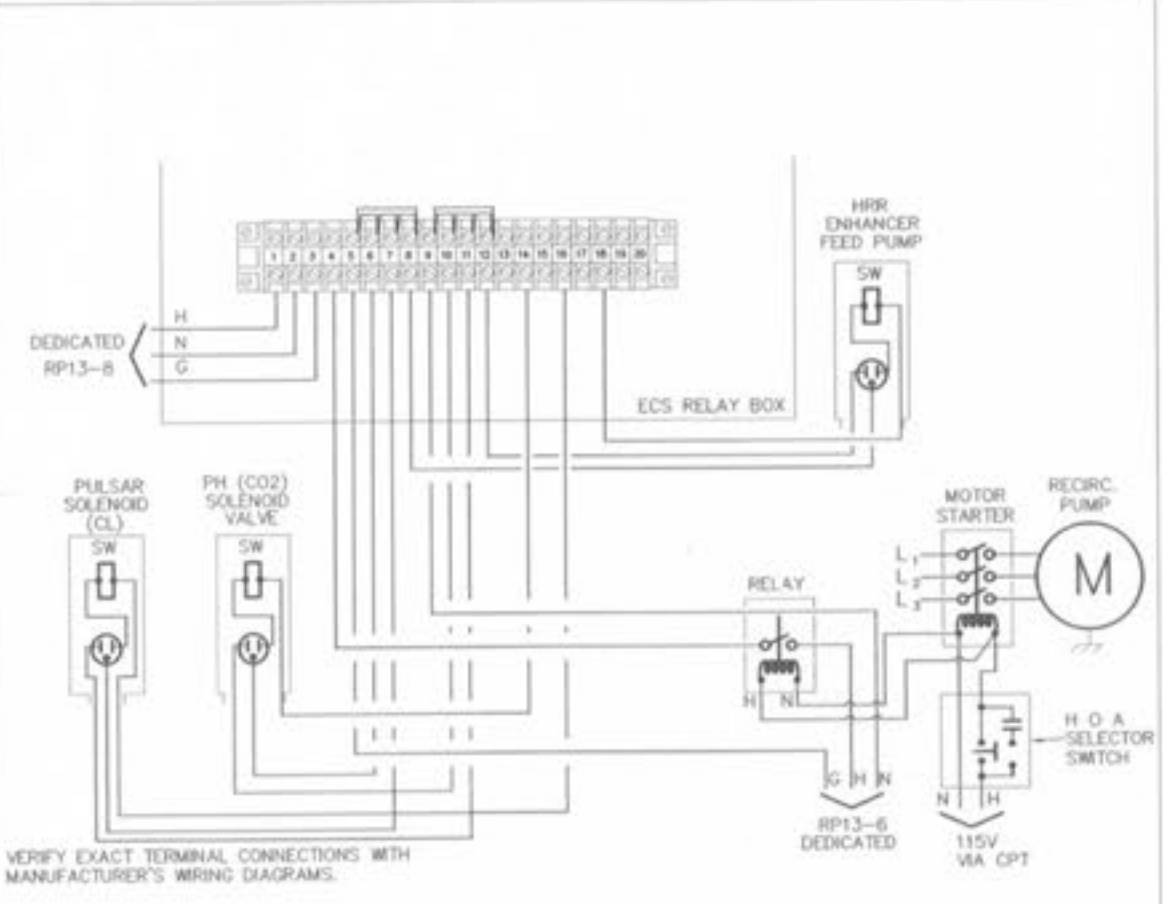 HRR
ENHANCER
FEED PUMP
SW
1 2 3 4 5 6 7 8 9 10 11 12 13 14 15 16 17 18 19 20
H
N
G
DEDICATED
RP13-8
ECS RELAY BOX
PULSAR
SOLENOID
(CL)
SW
PH (CO2)
SOLENOID
VALVE
SW
MOTOR
STARTER
RECIRC.
PUMP
L1
L2
L3
M
RELAY
H N
H O A
SELECTOR
SWITCH
G H N
RP13-6
DEDICATED
N H
115V
VIA CPT
VERIFY EXACT TERMINAL CONNECTIONS WITH
MANUFACTURER'S WIRING DIAGRAMS.